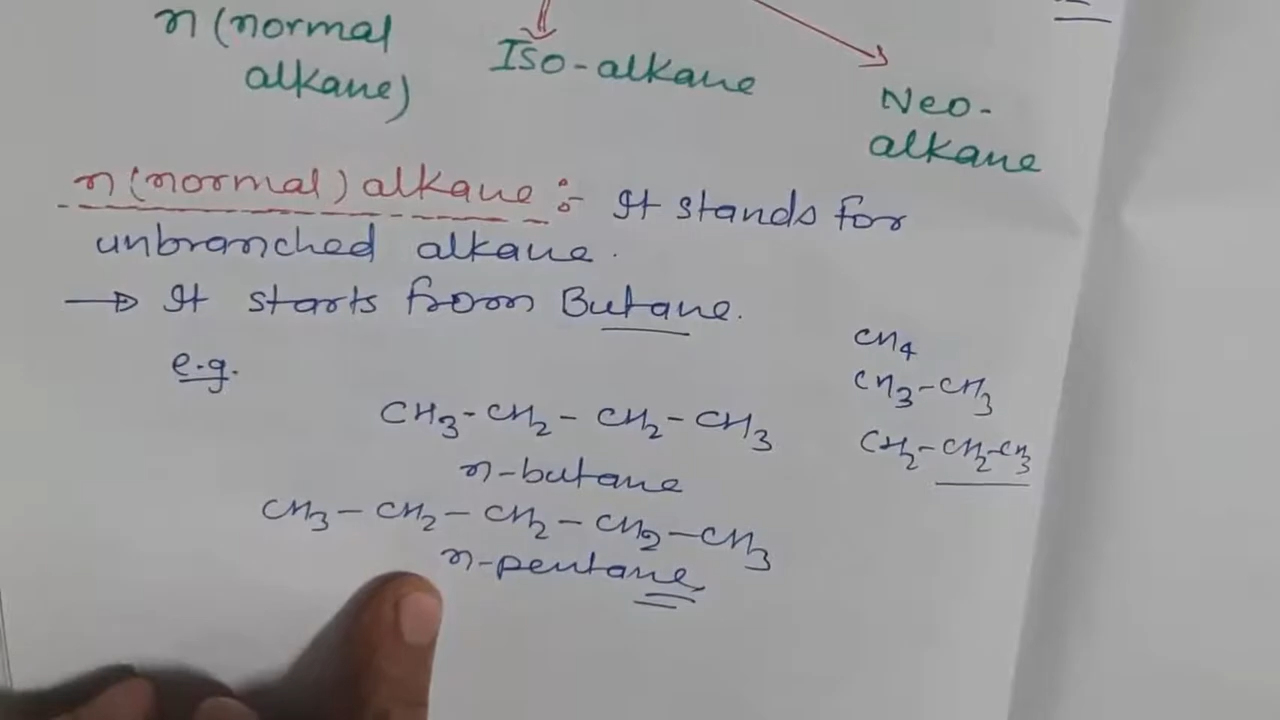 n (normal
alkane)
Iso-alkane
Neo-
alkane
n (normal) alkane :- It stands for
unbranched alkane.
→ It starts from Butane.
e.g.
CH4
CH3-CH3
CH2-CH2-CH3
CH3-CH2-CH2-CH3
n-butane
CH3-CH2-CH2-CH2-CH3
n-pentane